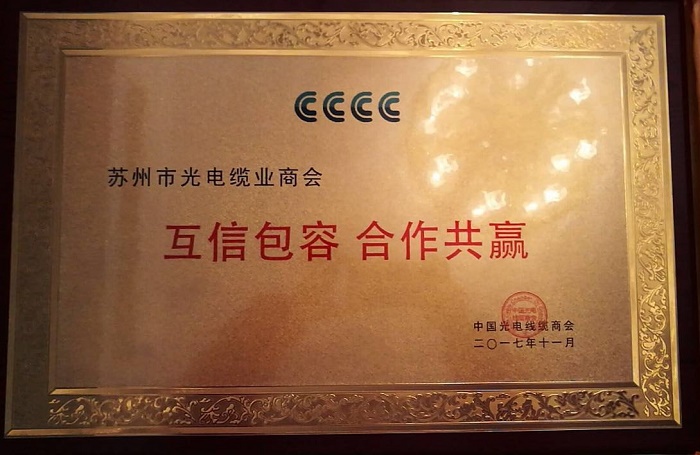 CCCC
苏州市光电缆业商会
互信包容 合作共赢
中国光电线缆商会
二〇一七年十一月